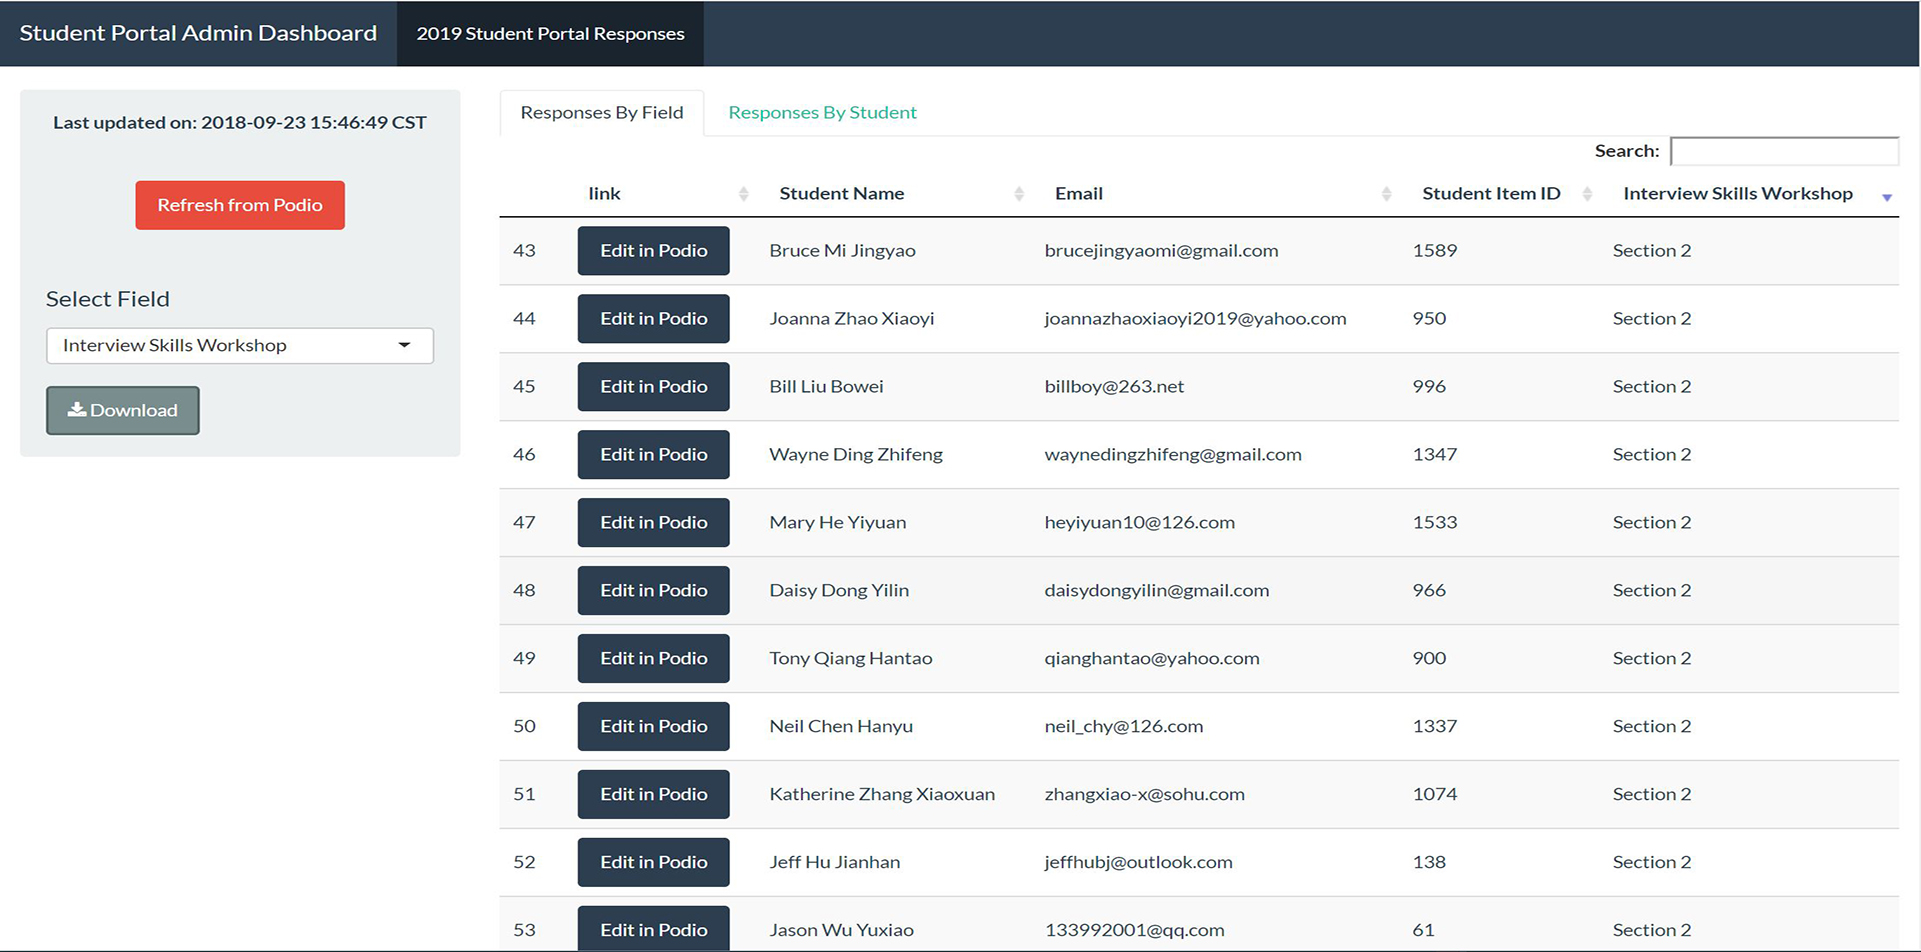 Student Portal Admin Dashboard 2019 Student Portal Responses
Last updated on: 2018-09-23 15:46:49 CST
Refresh from Podio
Select Field
Interview Skills Workshop
Download
Responses By Field Responses By Student
Search:
link Student Name Email Student Item ID Interview Skills Workshop
43 Edit in Podio Bruce Mi Jingyao brucejingyaomi@gmail.com 1589 Section 2
44 Edit in Podio Joanna Zhao Xiaoyi joannazhaoxiaoyi2019@yahoo.com 950 Section 2
45 Edit in Podio Bill Liu Bowei billboy@263.net 996 Section 2
46 Edit in Podio Wayne Ding Zhifeng waynedingzhifeng@gmail.com 1347 Section 2
47 Edit in Podio Mary He Yiyuan heyiyuan10@126.com 1533 Section 2
48 Edit in Podio Daisy Dong Yilin daisydongyilin@gmail.com 966 Section 2
49 Edit in Podio Tony Qiang Hantao qianghantao@yahoo.com 900 Section 2
50 Edit in Podio Neil Chen Hanyu neil_chy@126.com 1337 Section 2
51 Edit in Podio Katherine Zhang Xiaoxuan zhangxiao-x@sohu.com 1074 Section 2
52 Edit in Podio Jeff Hu Jianhan jeffhubj@outlook.com 138 Section 2
53 Edit in Podio Jason Wu Yuxiao 133992001@qq.com 61 Section 2